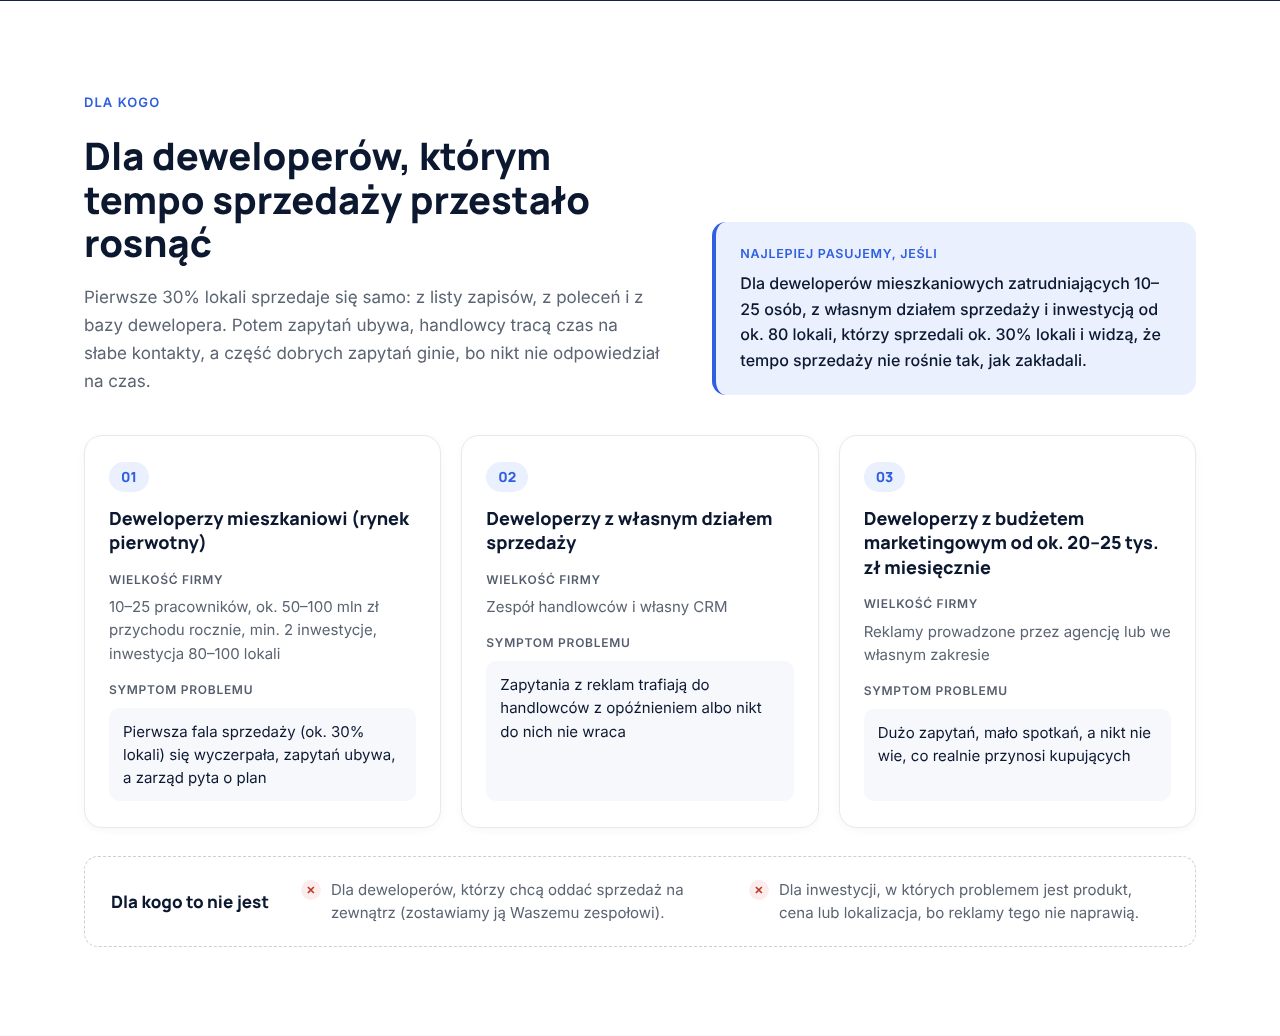 DLA KOGO
Dla deweloperów, którym
tempo sprzedaży przestało
rosnąć
Pierwsze 30% lokali sprzedaje się samo: z listy zapisów, z poleceń i z
bazy dewelopera. Potem zapytań ubywa, handlowcy tracą czas na
słabe kontakty, a część dobrych zapytań ginie, bo nikt nie odpowiedział
na czas.
NAJLEPIEJ PASUJEMY, JEŚLI
Dla deweloperów mieszkaniowych zatrudniających 10–
25 osób, z własnym działem sprzedaży i inwestycją od
ok. 80 lokali, którzy sprzedali ok. 30% lokali i widzą, że
tempo sprzedaży nie rośnie tak, jak zakładali.
01
Deweloperzy mieszkaniowi (rynek
pierwotny)
WIELKOŚĆ FIRMY
10–25 pracowników, ok. 50–100 mln zł
przychodu rocznie, min. 2 inwestycje,
inwestycja 80–100 lokali
SYMPTOM PROBLEMU
Pierwsza fala sprzedaży (ok. 30%
lokali) się wyczerpała, zapytań ubywa,
a zarząd pyta o plan
02
Deweloperzy z własnym działem
sprzedaży
WIELKOŚĆ FIRMY
Zespół handlowców i własny CRM
SYMPTOM PROBLEMU
Zapytania z reklam trafiają do
handlowców z opóźnieniem albo nikt
do nich nie wraca
03
Deweloperzy z budżetem
marketingowym od ok. 20–25 tys.
zł miesięcznie
WIELKOŚĆ FIRMY
Reklamy prowadzone przez agencję lub we
własnym zakresie
SYMPTOM PROBLEMU
Dużo zapytań, mało spotkań, a nikt nie
wie, co realnie przynosi kupujących
Dla kogo to nie jest
Dla deweloperów, którzy chcą oddać sprzedaż na
zewnątrz (zostawiamy ją Waszemu zespołowi).
Dla inwestycji, w których problemem jest produkt,
cena lub lokalizacja, bo reklamy tego nie naprawią.